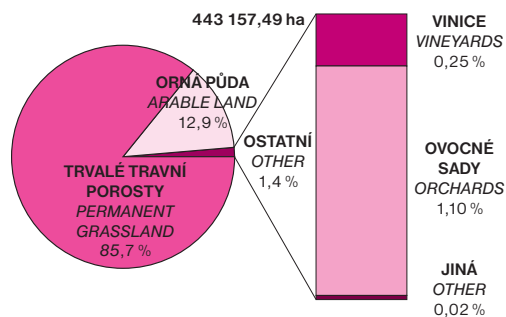 443 157,49 ha
ORNÁ PŮDA
ARABLE LAND
12,9 %
TRVALÉ TRAVNÍ
POROSTY
PERMANENT
GRASSLAND
85,7 %
OSTATNÍ
OTHER
1,4 %
VINICE
VINEYARDS
0,25 %
OVOCNÉ
SADY
ORCHARDS
1,10 %
JINÁ
OTHER
0,02 %